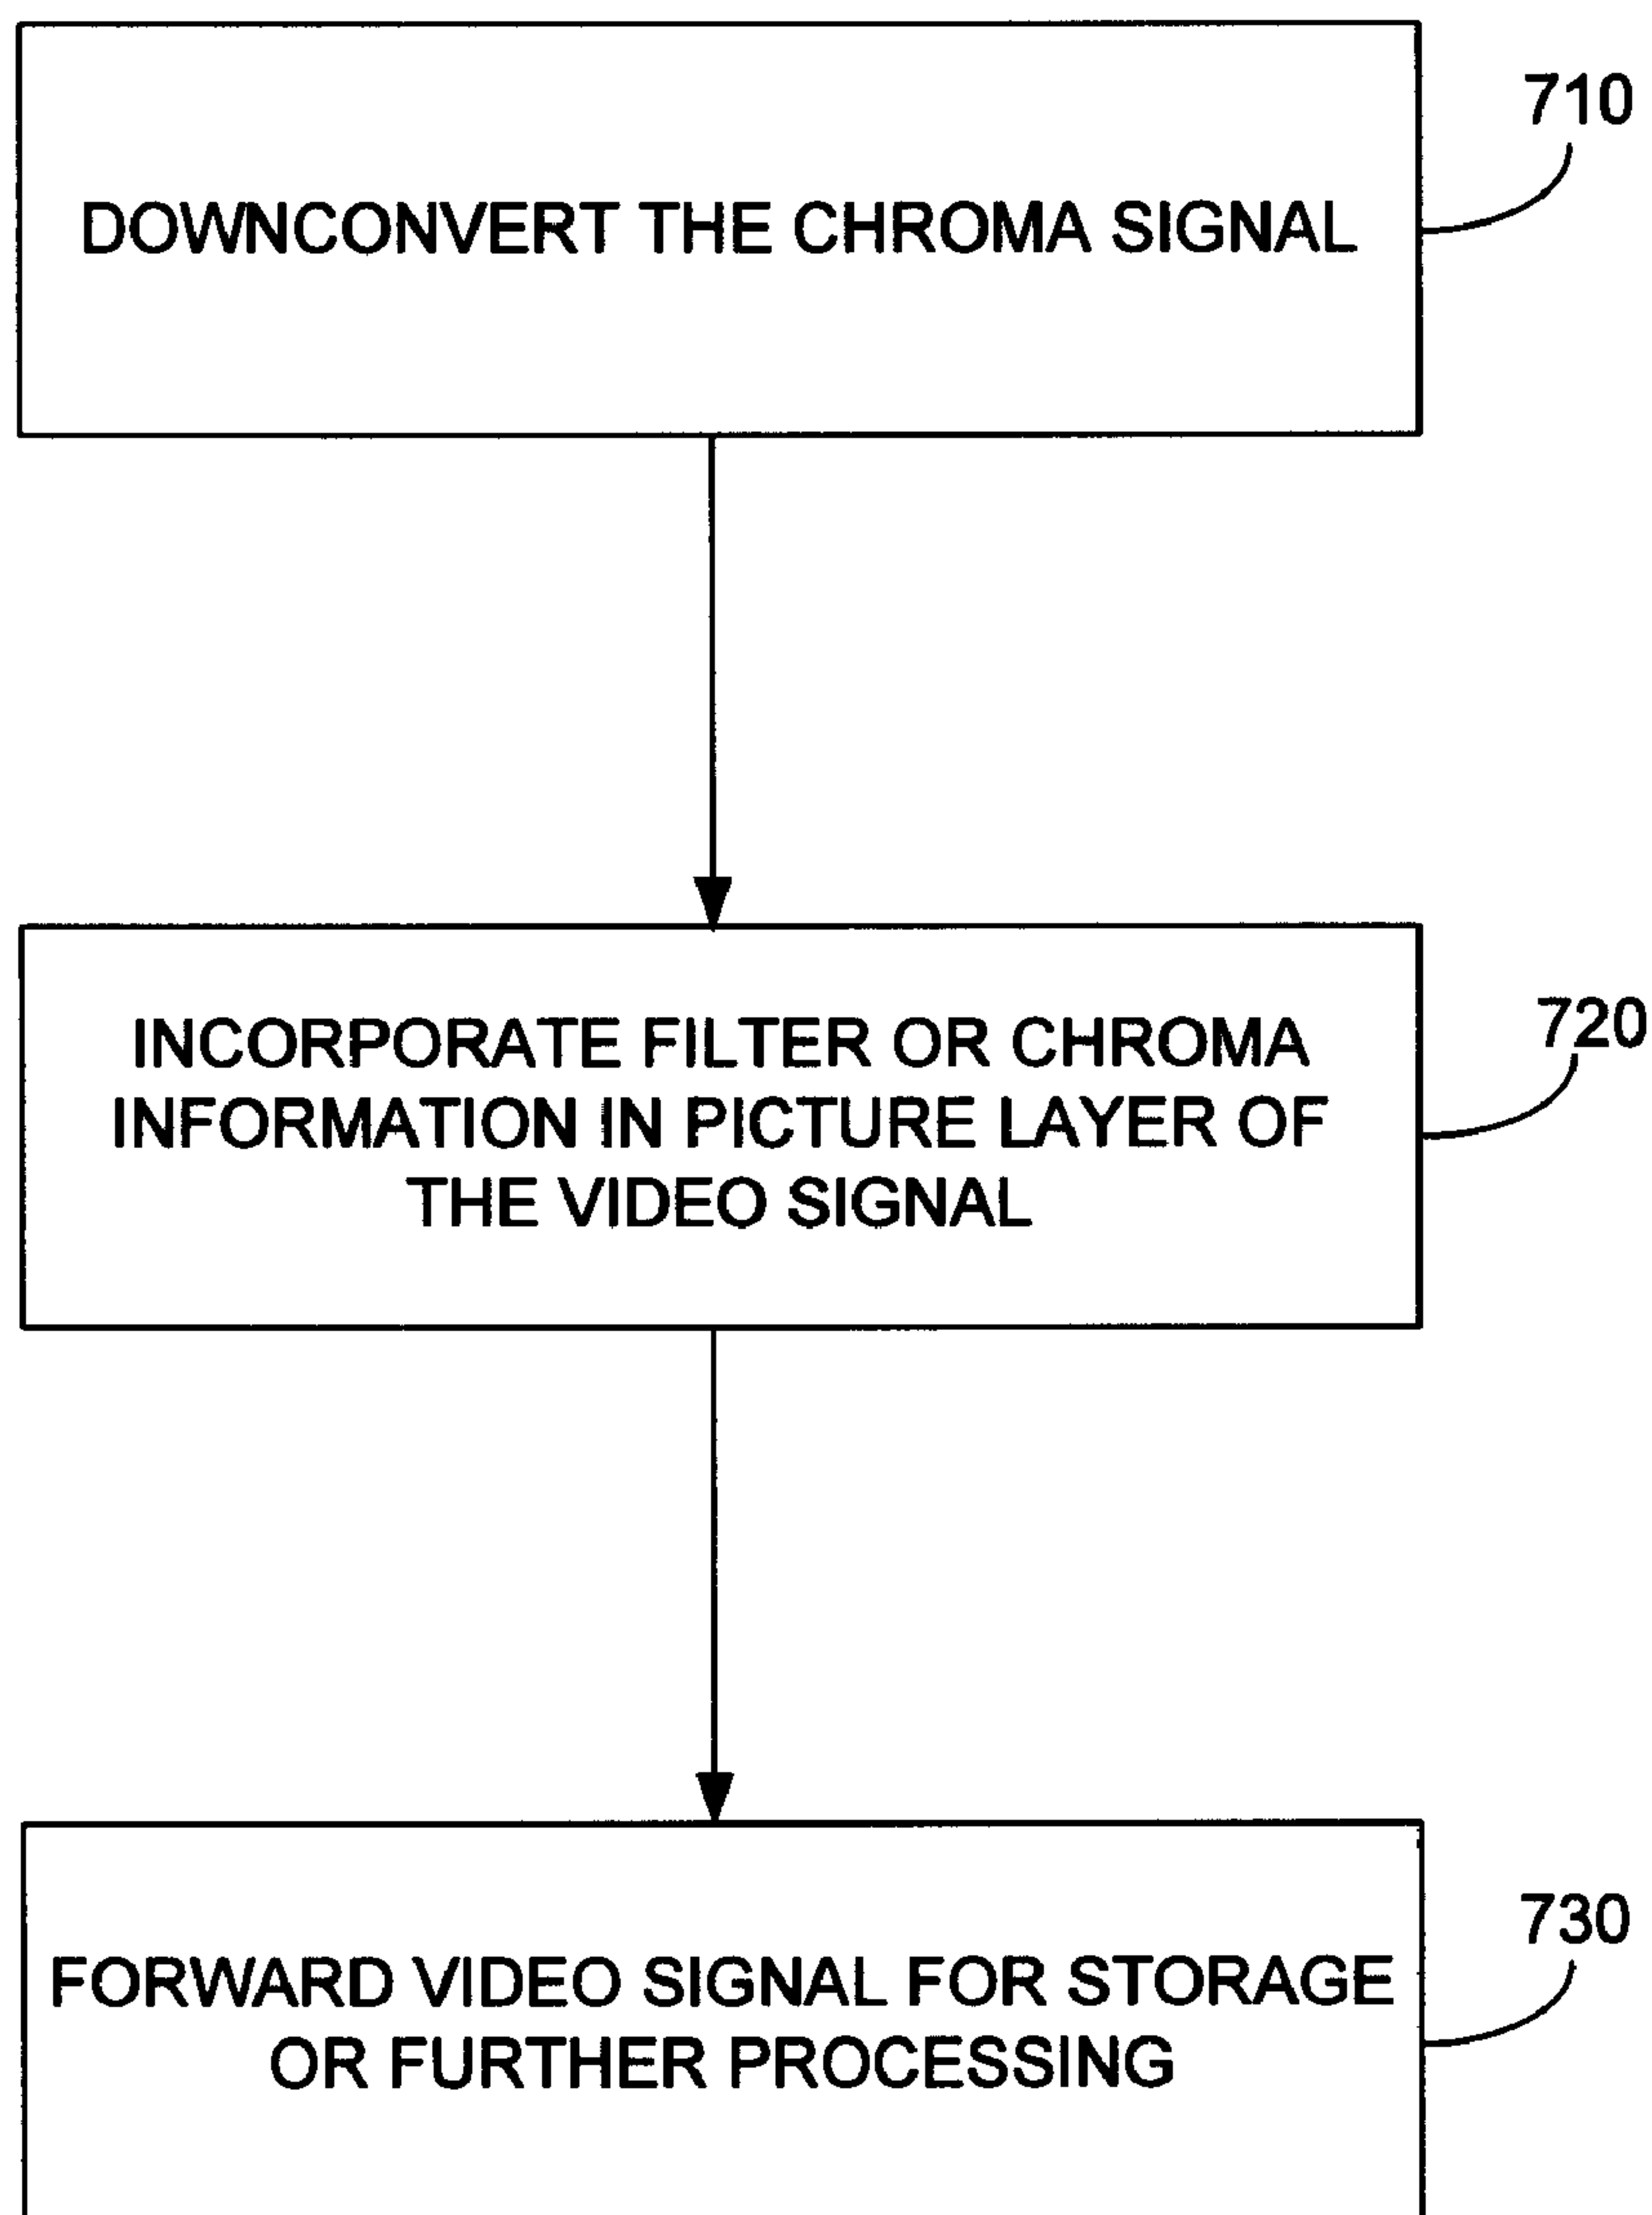 710
DOWNCONVERT THE CHROMA SIGNAL
720
INCORPORATE FILTER OR CHROMA
INFORMATION IN PICTURE LAYER OF
THE VIDEO SIGNAL
730
FORWARD VIDEO SIGNAL FOR STORAGE
OR FURTHER PROCESSING